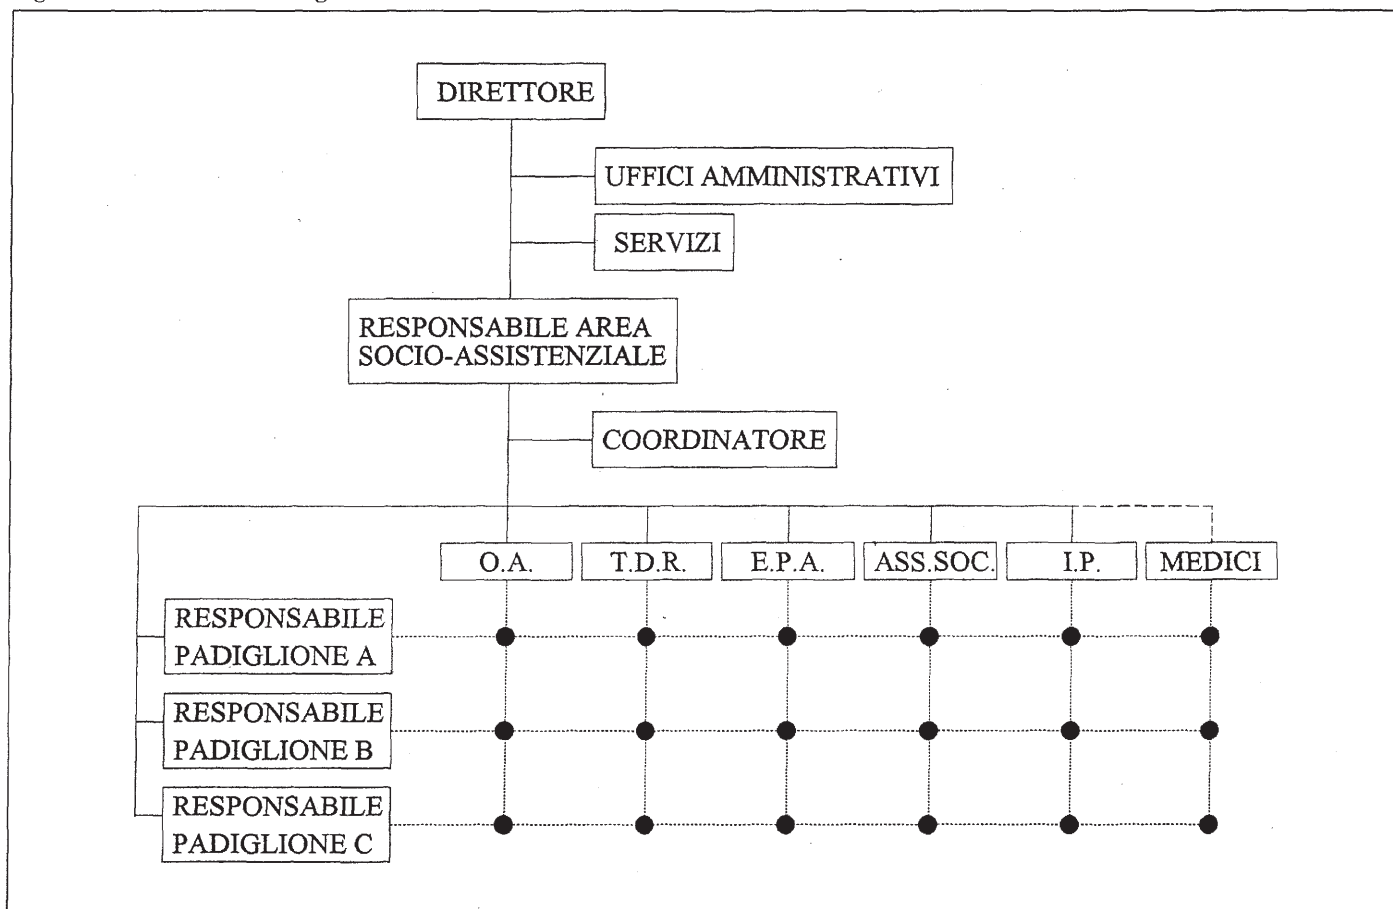 DIRETTORE
UFFICI AMMINISTRATIVI
SERVIZI
RESPONSABILE AREA
SOCIO-ASSISTENZIALE
COORDINATORE
O.A. T.D.R. E.P.A. ASS.SOC. I.P. MEDICI
RESPONSABILE
PADIGLIONE A
RESPONSABILE
PADIGLIONE B
RESPONSABILE
PADIGLIONE C